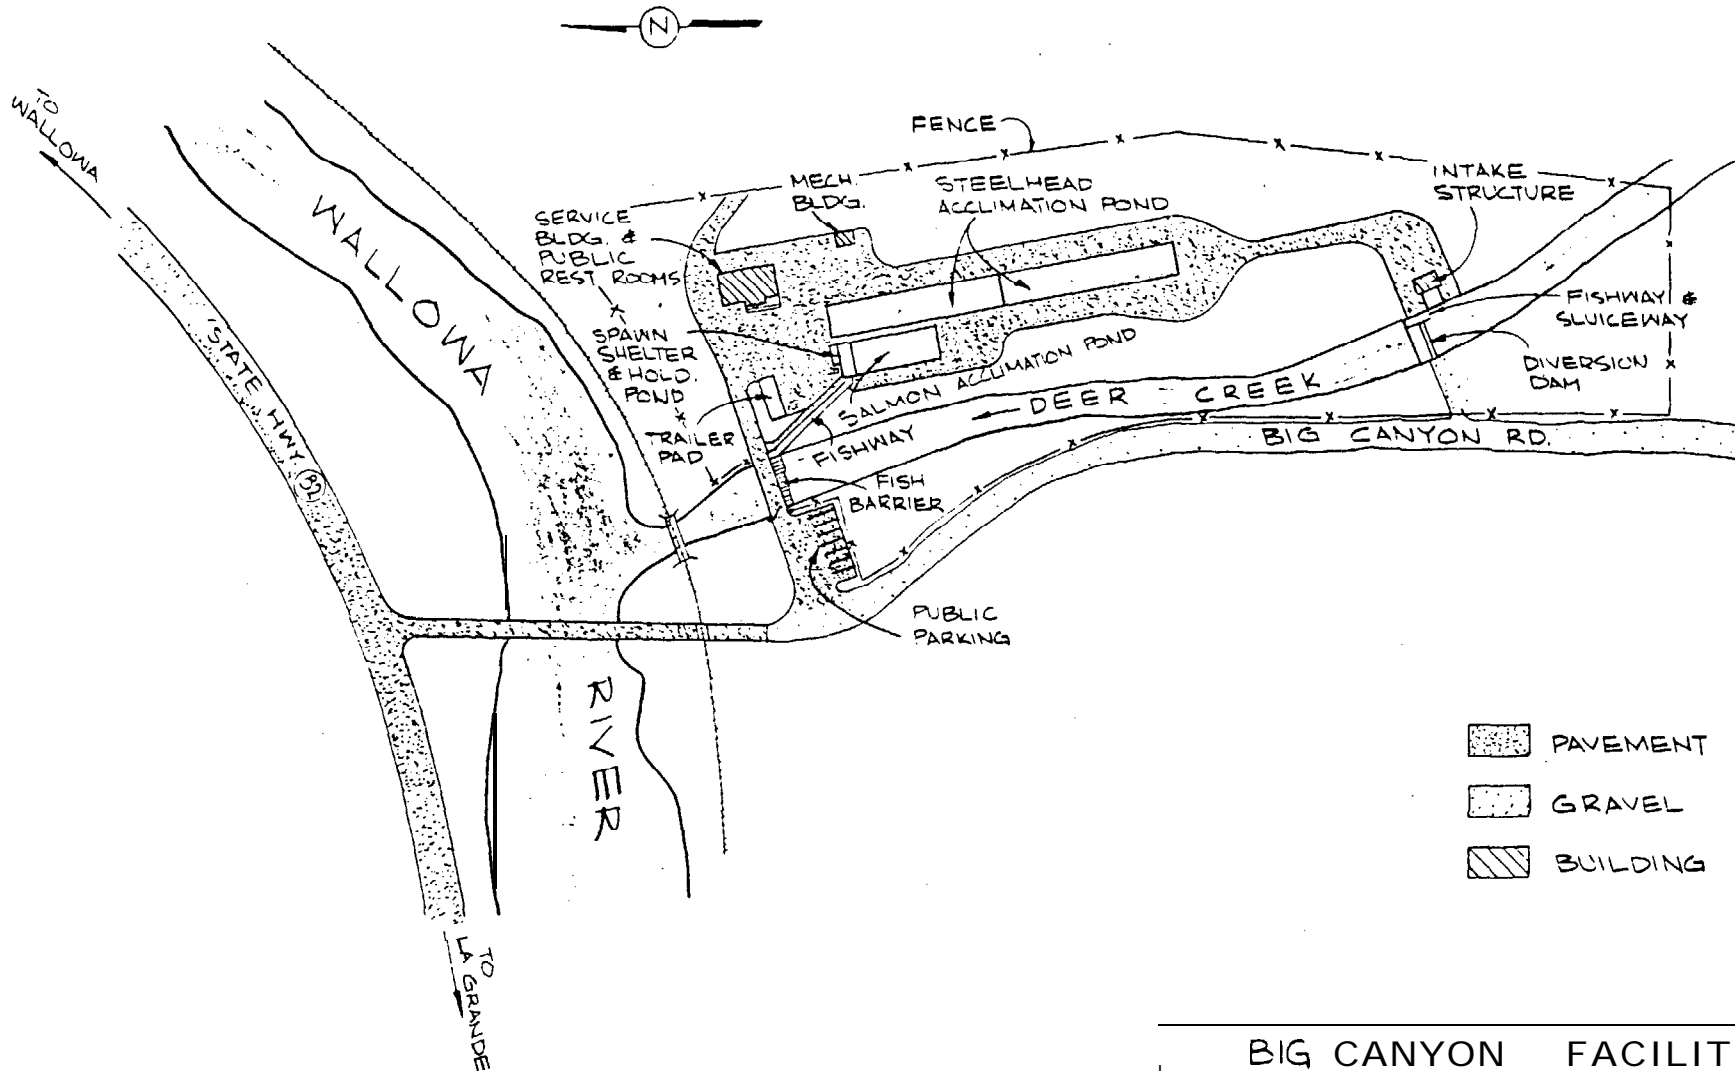 N
TO
WALLOWA
FENCE
MECH.
BLDG.
STEELHEAD
ACCLIMATION POND
INTAKE
STRUCTURE
SERVICE
BLDG. &
PUBLIC
REST ROOMS
WALLOWA
FISHWAY &
SLUICEWAY
SPAWN
SHELTER
& HOLD.
POND
SALMON ACCLIMATION POND
DIVERSION
DAM
DEER CREEK
STATE HWY 82
TRAILER
PAD
FISHWAY
BIG CANYON RD.
FISH
BARRIER
PUBLIC
PARKING
RIVER
PAVEMENT
GRAVEL
BUILDING
TO
LA GRANDE
BIG CANYON FACILIT